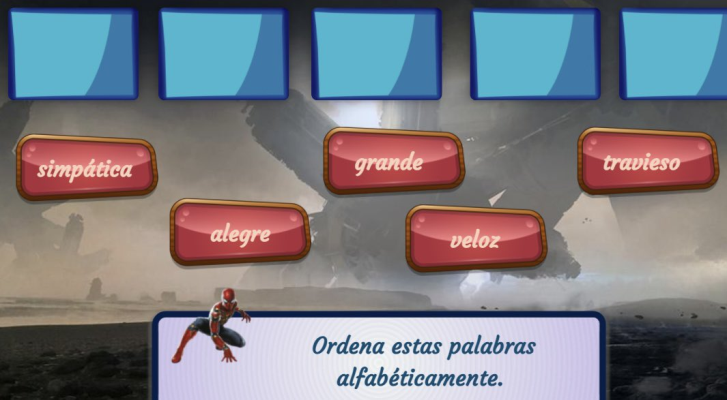 simpática
grande
travieso
alegre
veloz
Ordena estas palabras
alfabéticamente.